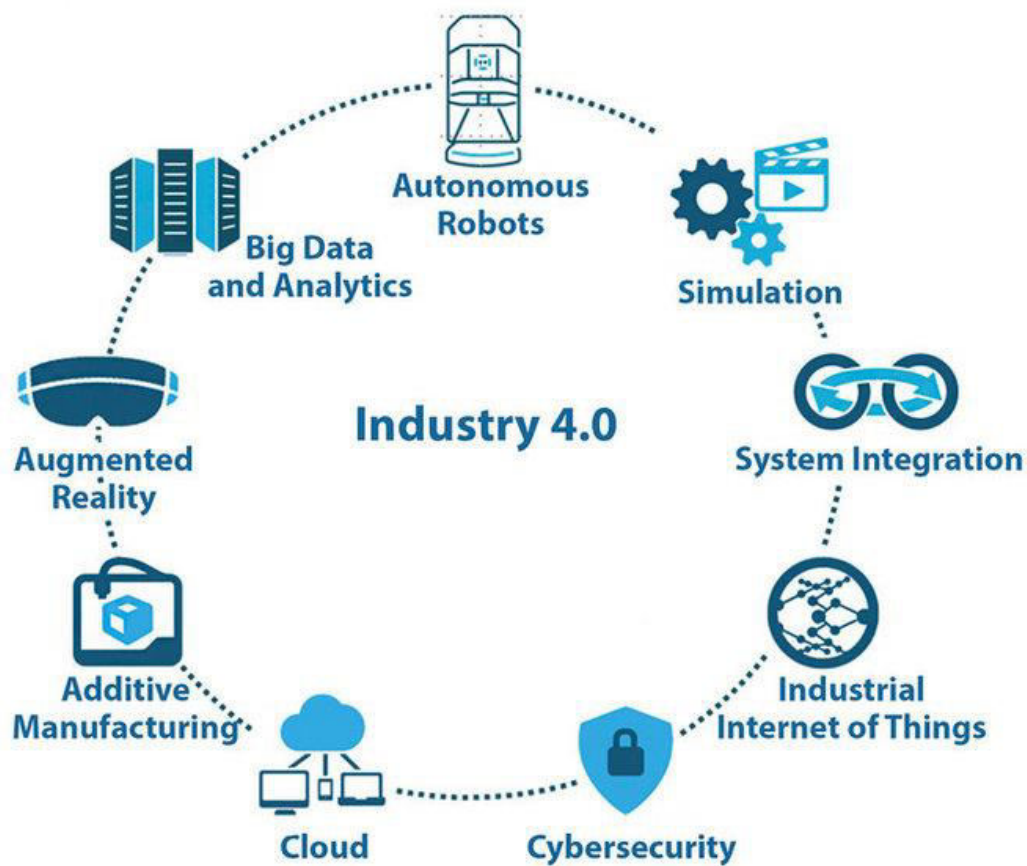 Autonomous
Robots
Big Data
and Analytics
Simulation
Augmented
Reality
Industry 4.0
System Integration
Additive
Manufacturing
Industrial
Internet of Things
Cloud
Cybersecurity